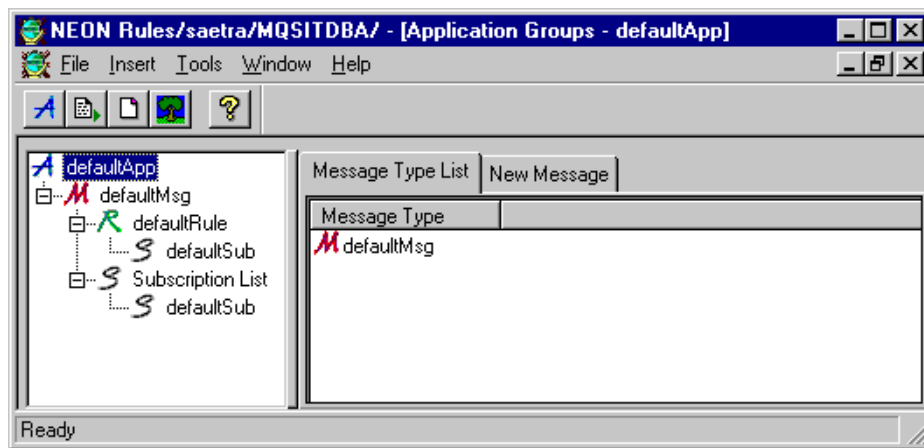 NEON Rules/saetra/MQSITDBA/ - [Application Groups - defaultApp]
File Insert Tools Window Help
A ?
A defaultApp
M defaultMsg
R defaultRule
S defaultSub
S Subscription List
S defaultSub
Message Type List New Message
Message Type
M defaultMsg
Ready